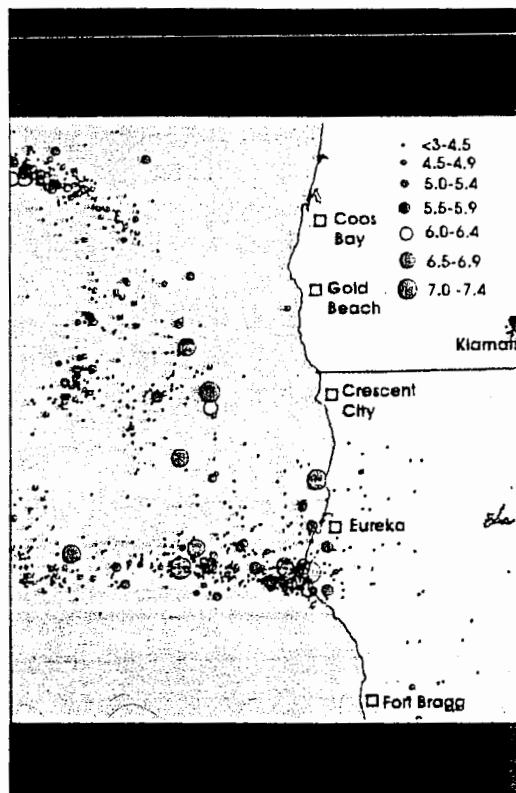 <3-4.5
4.5-4.9
5.0-5.4
5.5-5.9
6.0-6.4
6.5-6.9
7.0-7.4
Coos
Bay
Gold
Beach
Klamat
Crescent
City
Eureka
Fort Bragg